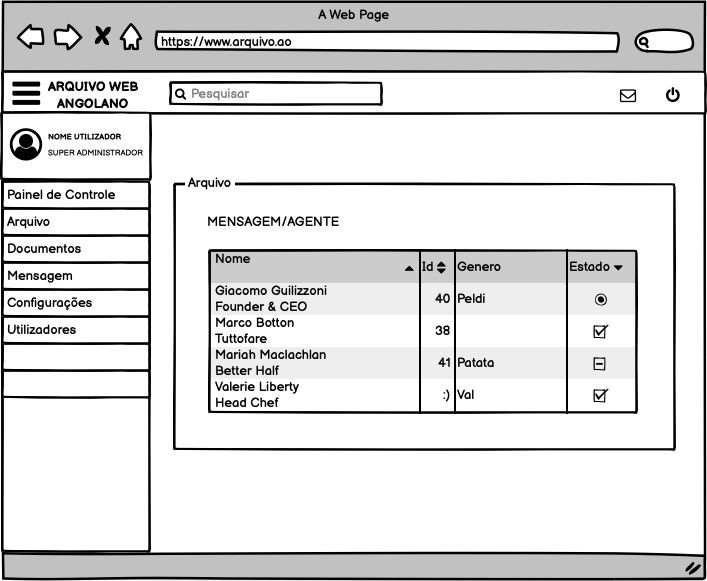 A Web Page
https://www.arquivo.ao
ARQUIVO WEB
ANGOLANO
Pesquisar
NOME UTILIZADOR
SUPER ADMINISTRADOR
Painel de Controle
Arquivo
Documentos
Mensagem
Configurações
Utilizadores
Arquivo
MENSAGEM/AGENTE
Nome Id Genero Estado
Giacomo Guilizzoni
Founder & CEO 40 Peldi
Marco Botton
Tuttofare 38
Mariah Maclachlan
Better Half 41 Patata
Valerie Liberty
Head Chef :) Val